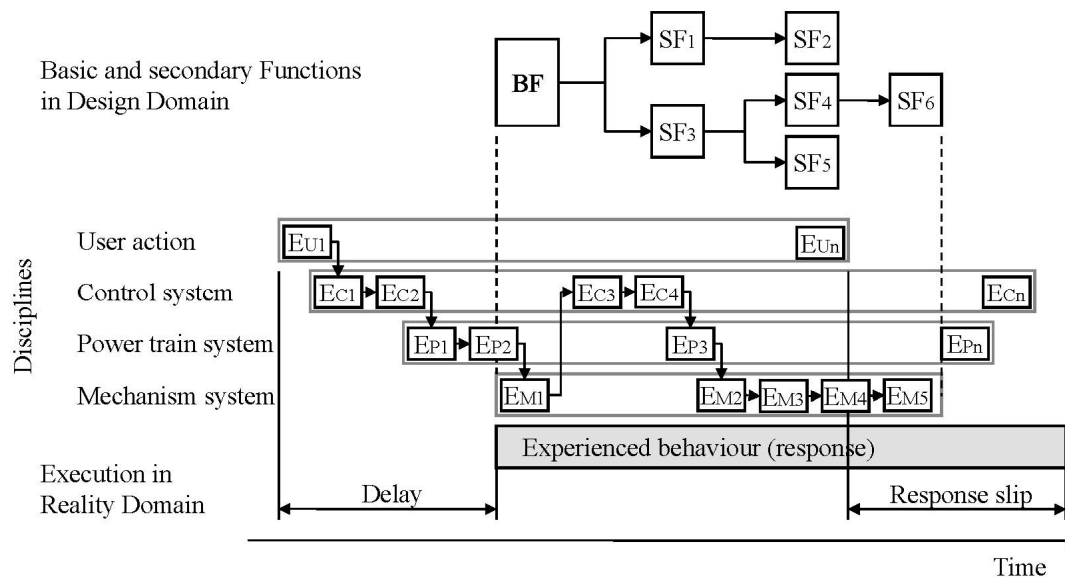 SF1
SF2
Basic and secondary Functions
in Design Domain
BF
SF4
SF6
SF3
SF5
Disciplines
User action
EU1
EUn
Control system
EC1
EC2
EC3
EC4
ECn
Power train system
EP1
EP2
EP3
EPn
Mechanism system
EM1
EM2
EM3
EM4
EM5
Experienced behaviour (response)
Execution in
Reality Domain
Delay
Response slip
Time